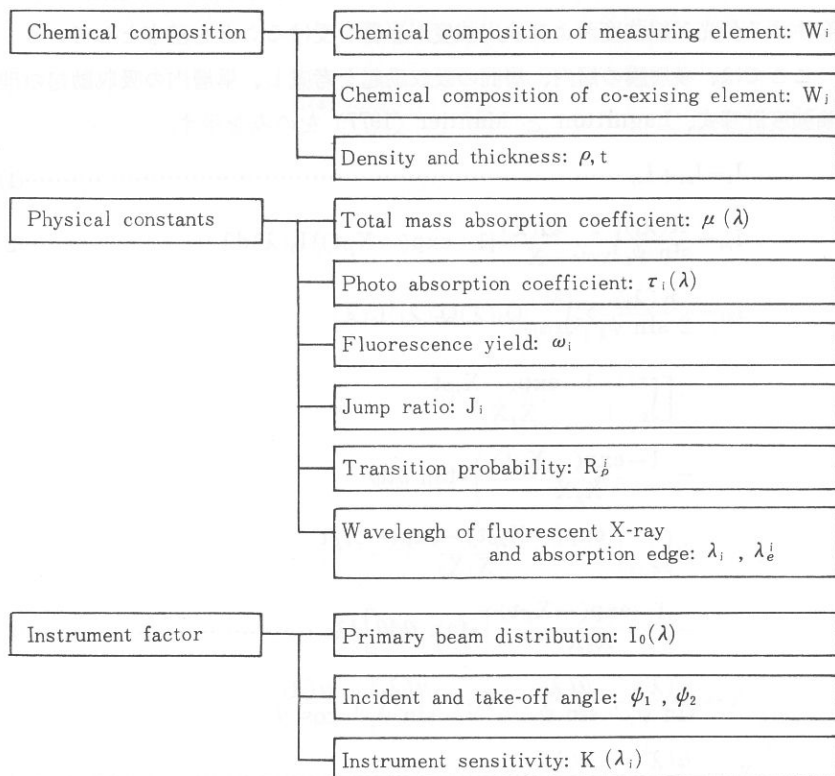 Chemical composition
Chemical composition of measuring element: Wᵢ
Chemical composition of co-exising element: Wⱼ
Density and thickness: ρ, t
Physical constants
Total mass absorption coefficient: μ (λ)
Photo absorption coefficient: τᵢ(λ)
Fluorescence yield: ωᵢ
Jump ratio: Jᵢ
Transition probability: Rₚⁱ
Wavelengh of fluorescent X-ray
and absorption edge: λᵢ , λₑⁱ
Instrument factor
Primary beam distribution: I₀(λ)
Incident and take-off angle: ψ₁ , ψ₂
Instrument sensitivity: K (λᵢ)